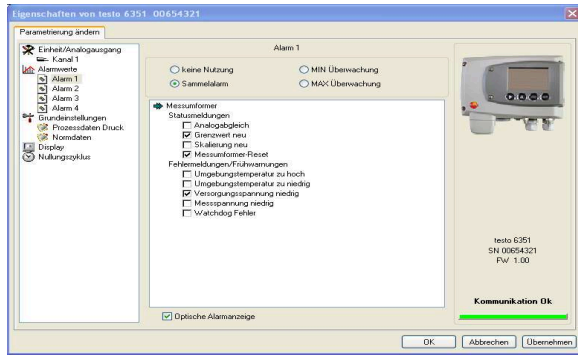 Eigenschaften von testo 6351 00654321
Parametrierung ändern
Einheit/Analogausgang
Kanal 1
Alarmwerte
Alarm 1
Alarm 2
Alarm 3
Alarm 4
Grundeinstellungen
Prozessdaten Druck
Normdaten
Display
Nullungszyklus
Alarm 1
keine Nutzung
MIN Überwachung
Sammelalarm
MAX Überwachung
Messumformer
Statusmeldungen
Analogabgleich
Grenzwert neu
Skalierung neu
Messumformer-Reset
Fehlermeldungen/Frühwarnungen
Umgebungstemperatur zu hoch
Umgebungstemperatur zu niedrig
Versorgungsspannung niedrig
Messspannung niedrig
Watchdog Fehler
Optische Alarmanzeige
testo 6351
SN 00654321
FW 1.00
Kommunikation Ok
OK
Abbrechen
Übernehmen